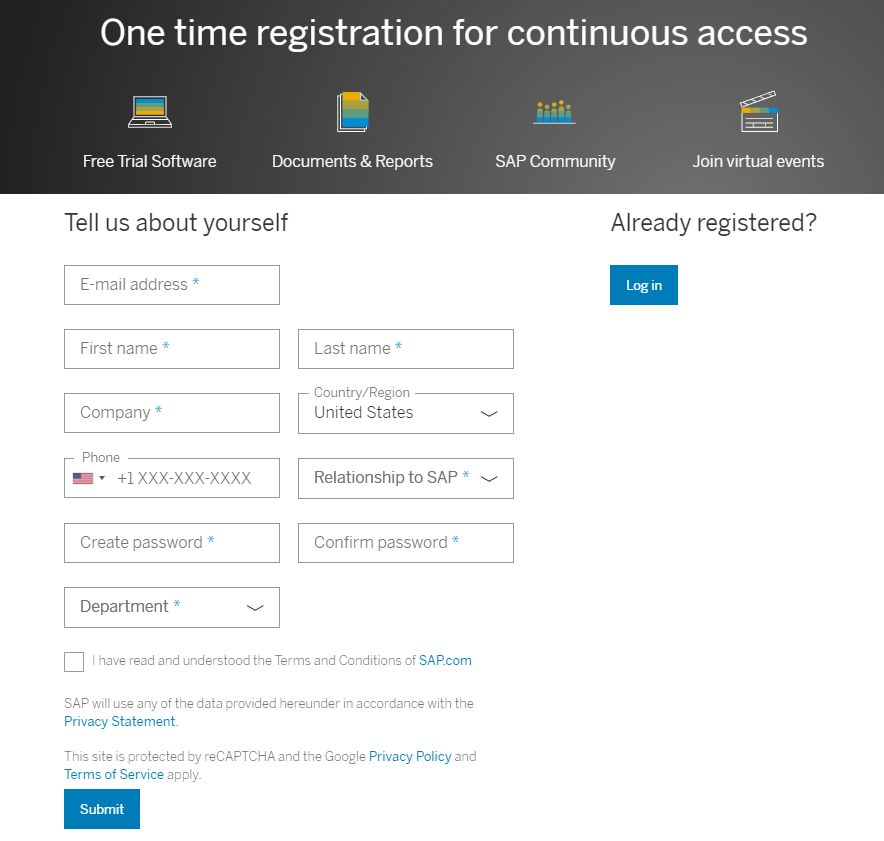 One time registration for continuous access
Free Trial Software
Documents & Reports
SAP Community
Join virtual events
Tell us about yourself
Already registered?
E-mail address *
Log in
First name *
Last name *
Company *
Country/Region
United States
Phone
+1 XXX-XXX-XXXX
Relationship to SAP *
Create password *
Confirm password *
Department *
I have read and understood the Terms and Conditions of SAP.com
SAP will use any of the data provided hereunder in accordance with the
Privacy Statement.
This site is protected by reCAPTCHA and the Google Privacy Policy and
Terms of Service apply.
Submit